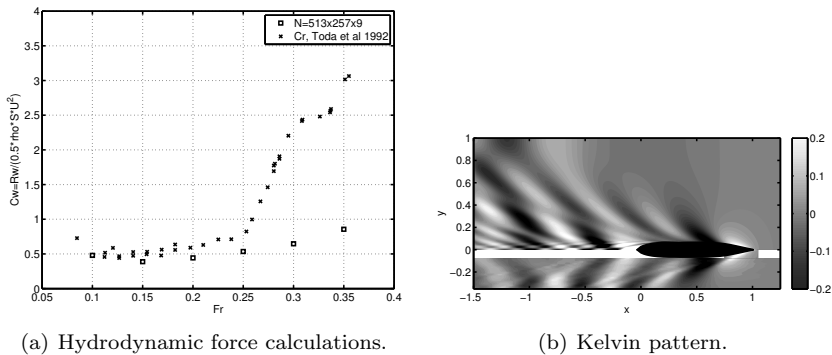 4
3.5
3
2.5
2
1.5
1
0.5
0
Cw=Rw/(0.5*rho*S*U²)
N=513x257x9
Cr, Toda et al 1992
0.05 0.1 0.15 0.2 0.25 0.3 0.35 0.4
Fr
(a) Hydrodynamic force calculations.
1
0.8
0.6
0.4
0.2
0
−0.2
y
−1.5 −1 −0.5 0 0.5 1
x
0.2
0.1
0
−0.1
−0.2
(b) Kelvin pattern.